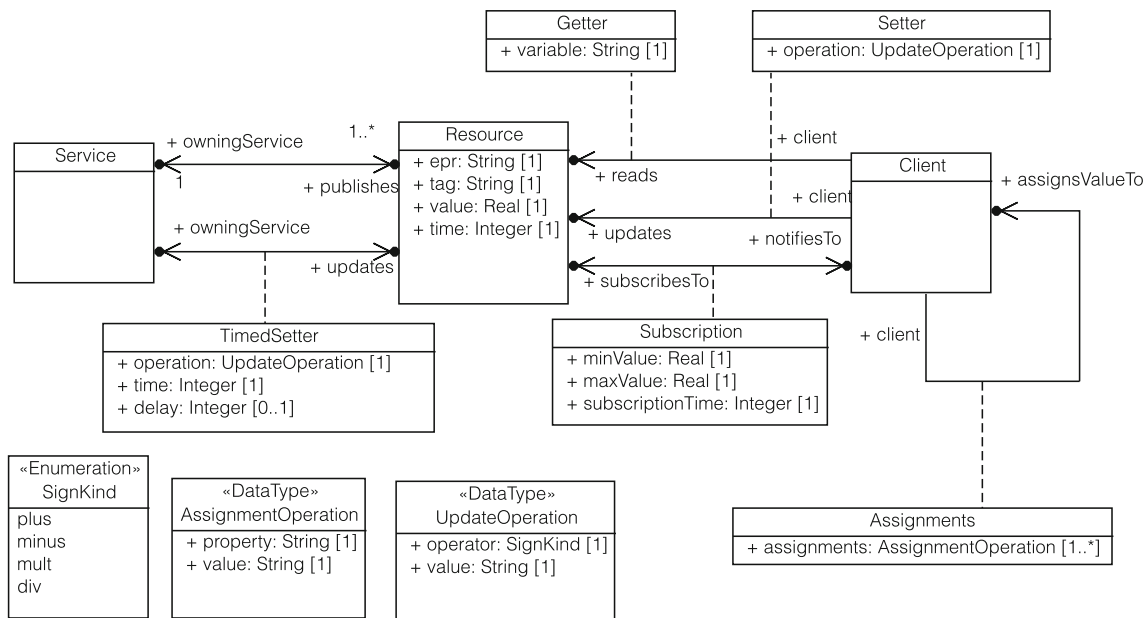 Getter
+ variable: String [1]
Setter
+ operation: UpdateOperation [1]
Service
+ owningService
1
1..*
+ publishes
+ owningService
+ updates
Resource
+ epr: String [1]
+ tag: String [1]
+ value: Real [1]
+ time: Integer [1]
+ client
+ reads
+ client
+ updates
+ notifiesTo
+ subscribesTo
Client
+ assignsValueTo
+ client
TimedSetter
+ operation: UpdateOperation [1]
+ time: Integer [1]
+ delay: Integer [0..1]
Subscription
+ minValue: Real [1]
+ maxValue: Real [1]
+ subscriptionTime: Integer [1]
«Enumeration»
SignKind
plus
minus
mult
div
«DataType»
AssignmentOperation
+ property: String [1]
+ value: String [1]
«DataType»
UpdateOperation
+ operator: SignKind [1]
+ value: String [1]
Assignments
+ assignments: AssignmentOperation [1..*]